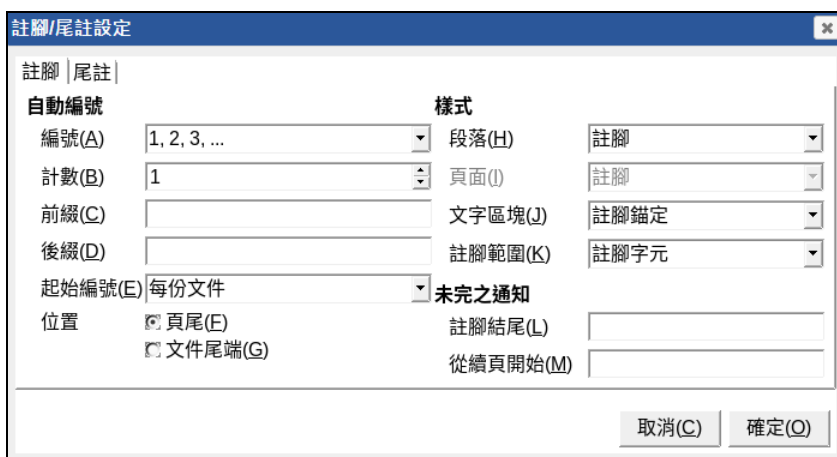 註腳/尾註設定
註腳 尾註
自動編號
編號(A) 1, 2, 3, ...
計數(B) 1
前綴(C)
後綴(D)
起始編號(E) 每份文件
位置 頁尾(F)
文件尾端(G)
樣式
段落(H) 註腳
頁面(I) 註腳
文字區塊(J) 註腳錨定
註腳範圍(K) 註腳字元
未完之通知
註腳結尾(L)
從續頁開始(M)
取消(C) 確定(O)